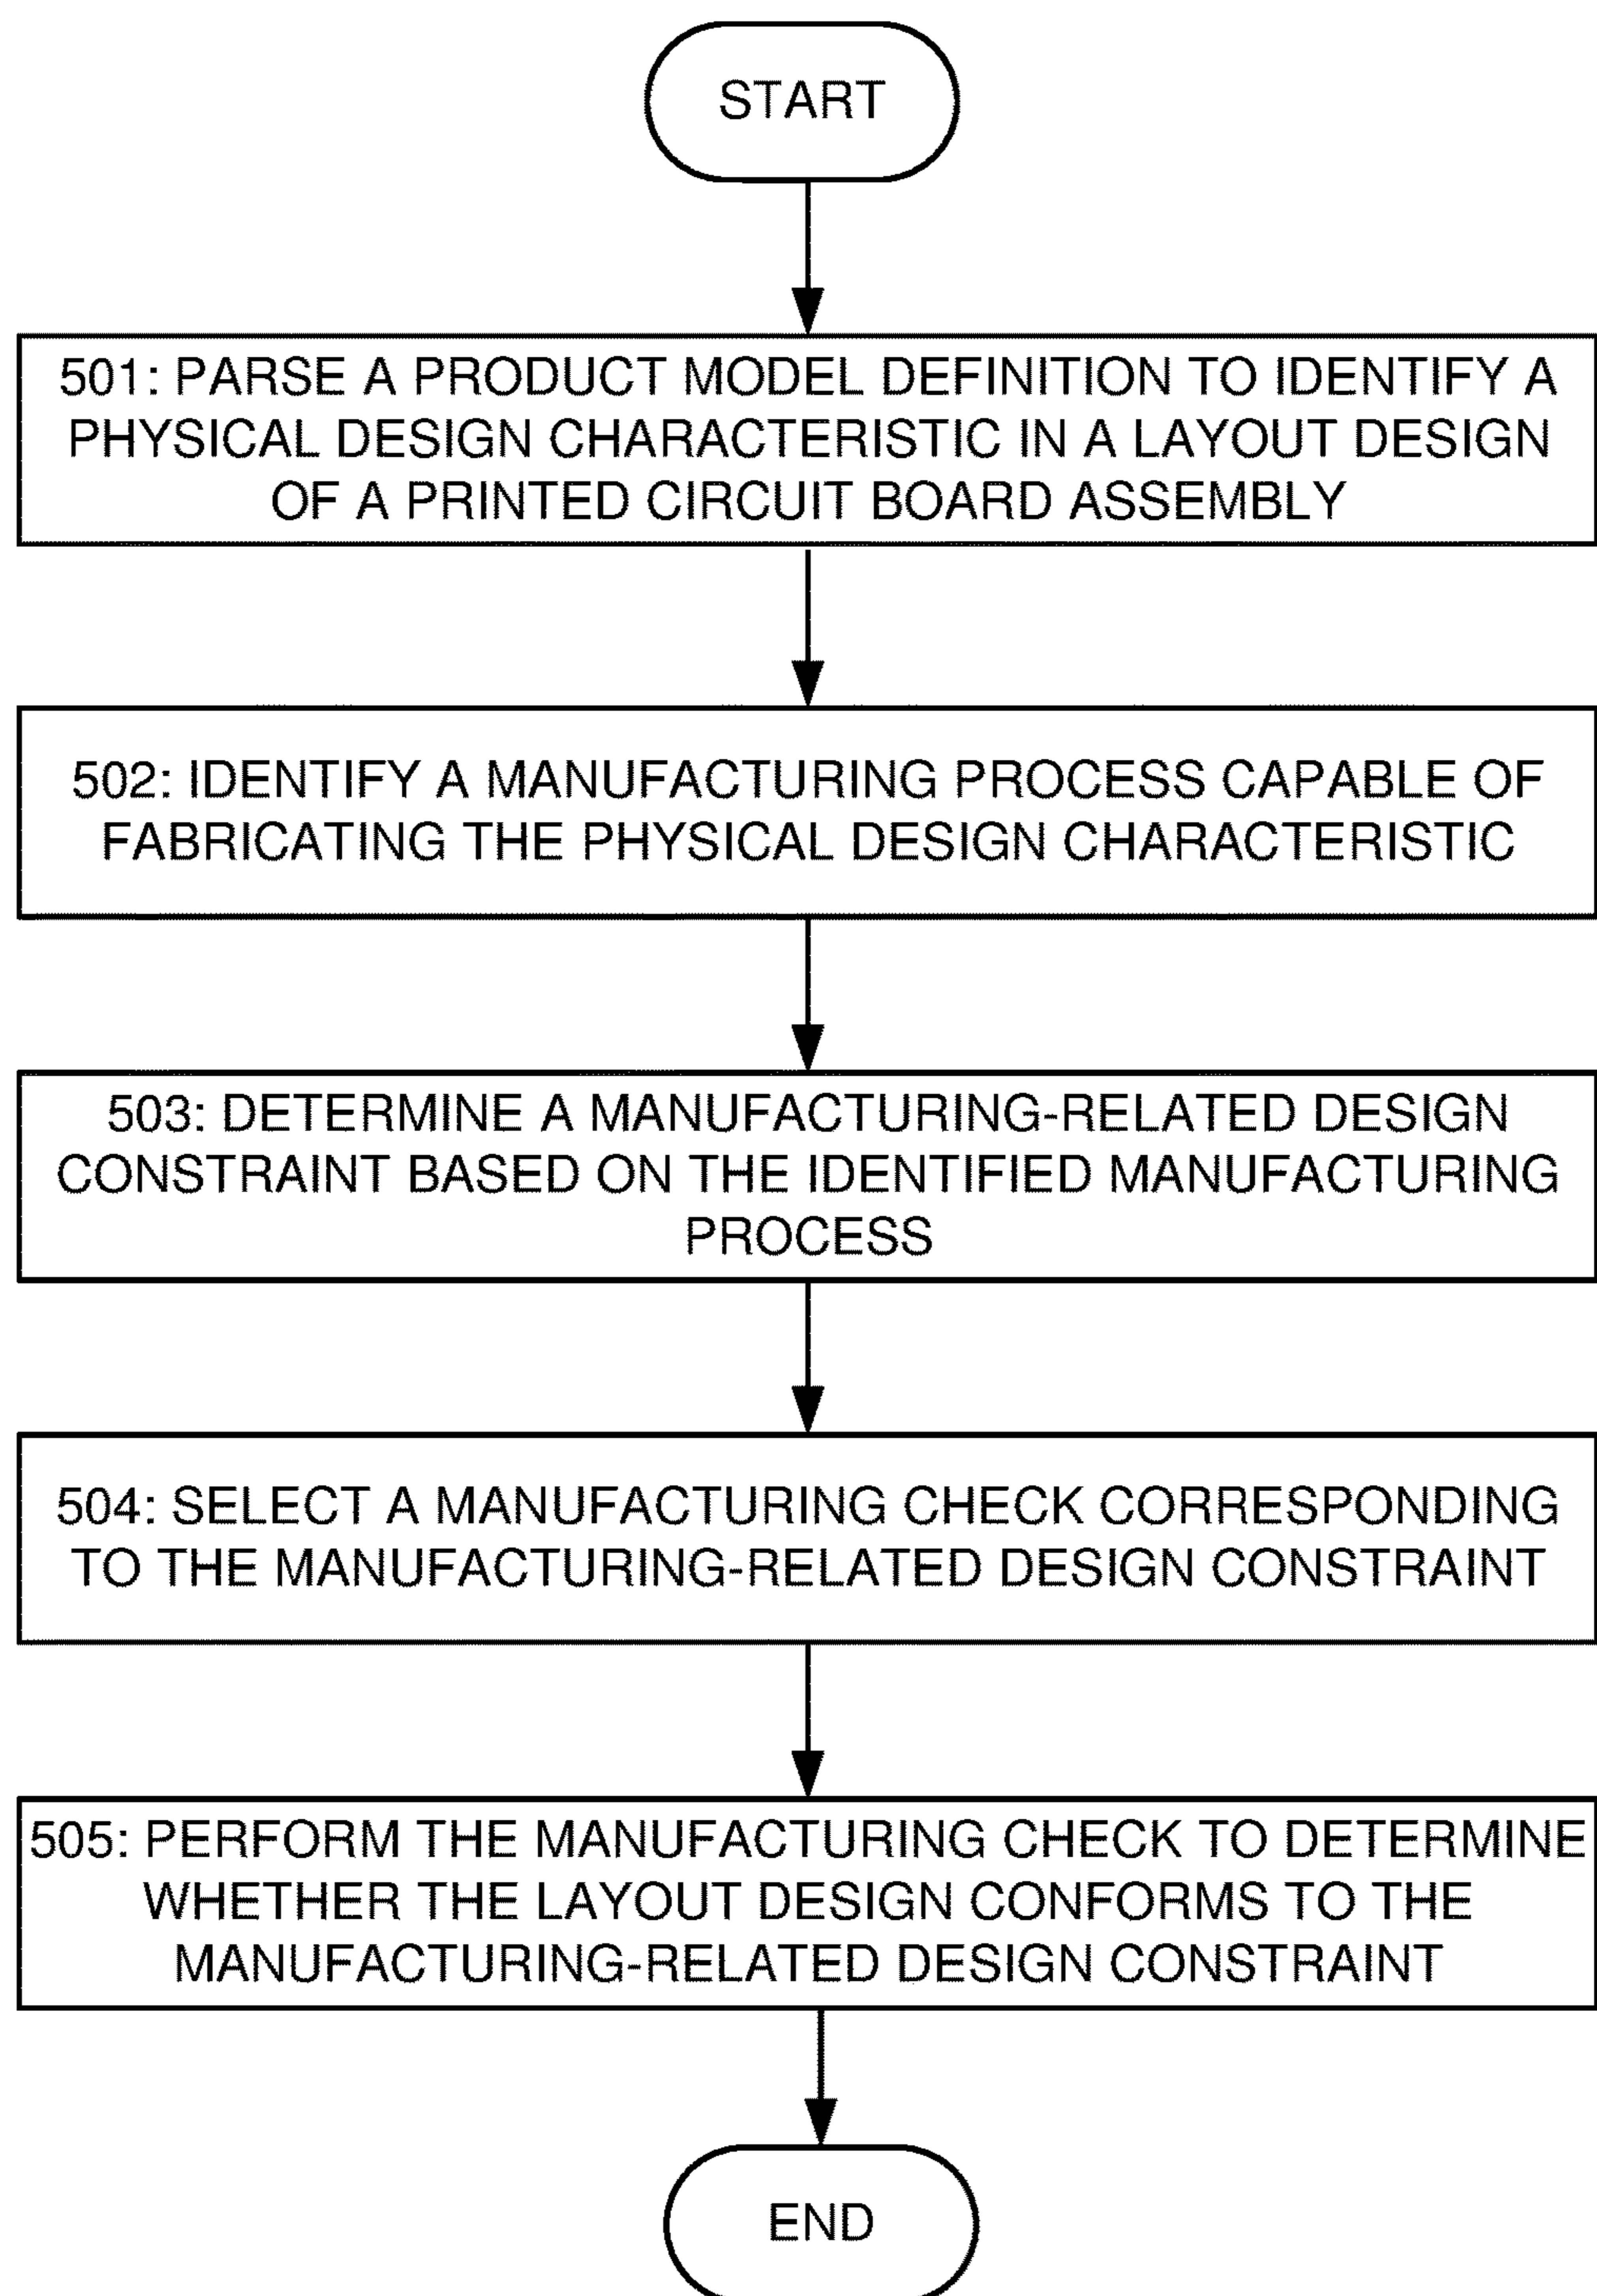 START
501: PARSE A PRODUCT MODEL DEFINITION TO IDENTIFY A
PHYSICAL DESIGN CHARACTERISTIC IN A LAYOUT DESIGN
OF A PRINTED CIRCUIT BOARD ASSEMBLY
502: IDENTIFY A MANUFACTURING PROCESS CAPABLE OF
FABRICATING THE PHYSICAL DESIGN CHARACTERISTIC
503: DETERMINE A MANUFACTURING-RELATED DESIGN
CONSTRAINT BASED ON THE IDENTIFIED MANUFACTURING
PROCESS
504: SELECT A MANUFACTURING CHECK CORRESPONDING
TO THE MANUFACTURING-RELATED DESIGN CONSTRAINT
505: PERFORM THE MANUFACTURING CHECK TO DETERMINE
WHETHER THE LAYOUT DESIGN CONFORMS TO THE
MANUFACTURING-RELATED DESIGN CONSTRAINT
END